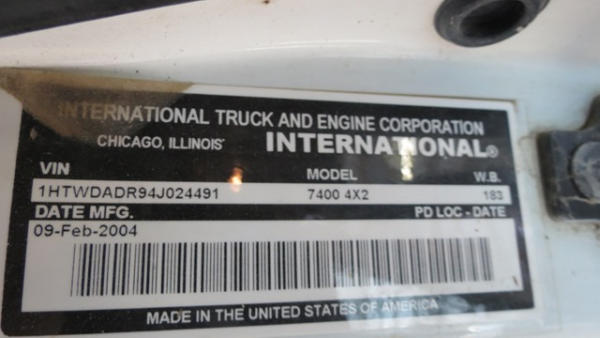 INTERNATIONAL TRUCK AND ENGINE CORPORATION
CHICAGO, ILLINOIS INTERNATIONAL®
VIN MODEL W.B.
1HTWDADR94J024491 7400 4X2 183
DATE MFG. PD LOC - DATE
09-Feb-2004
MADE IN THE UNITED STATES OF AMERICA